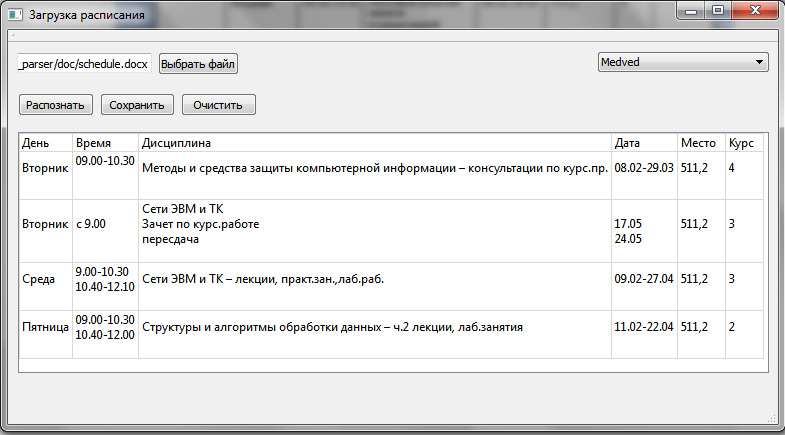 Загрузка расписания
_parser/doc/schedule.docx Выбрать файл Medved
Распознать Сохранить Очистить
День Время Дисциплина Дата Место Курс
Вторник 09.00-10.30 Методы и средства защиты компьютерной информации – консультации по курс.пр. 08.02-29.03 511,2 4
Сети ЭВМ и ТК
Вторник с 9.00 Зачет по курс.работе 17.05 511,2 3
пересдача 24.05
9.00-10.30
Среда Сети ЭВМ и ТК – лекции, практ.зан.,лаб.раб. 09.02-27.04 511,2 3
10.40-12.10
09.00-10.30
Пятница Структуры и алгоритмы обработки данных – ч.2 лекции, лаб.занятия 11.02-22.04 511,2 2
10.40-12.00